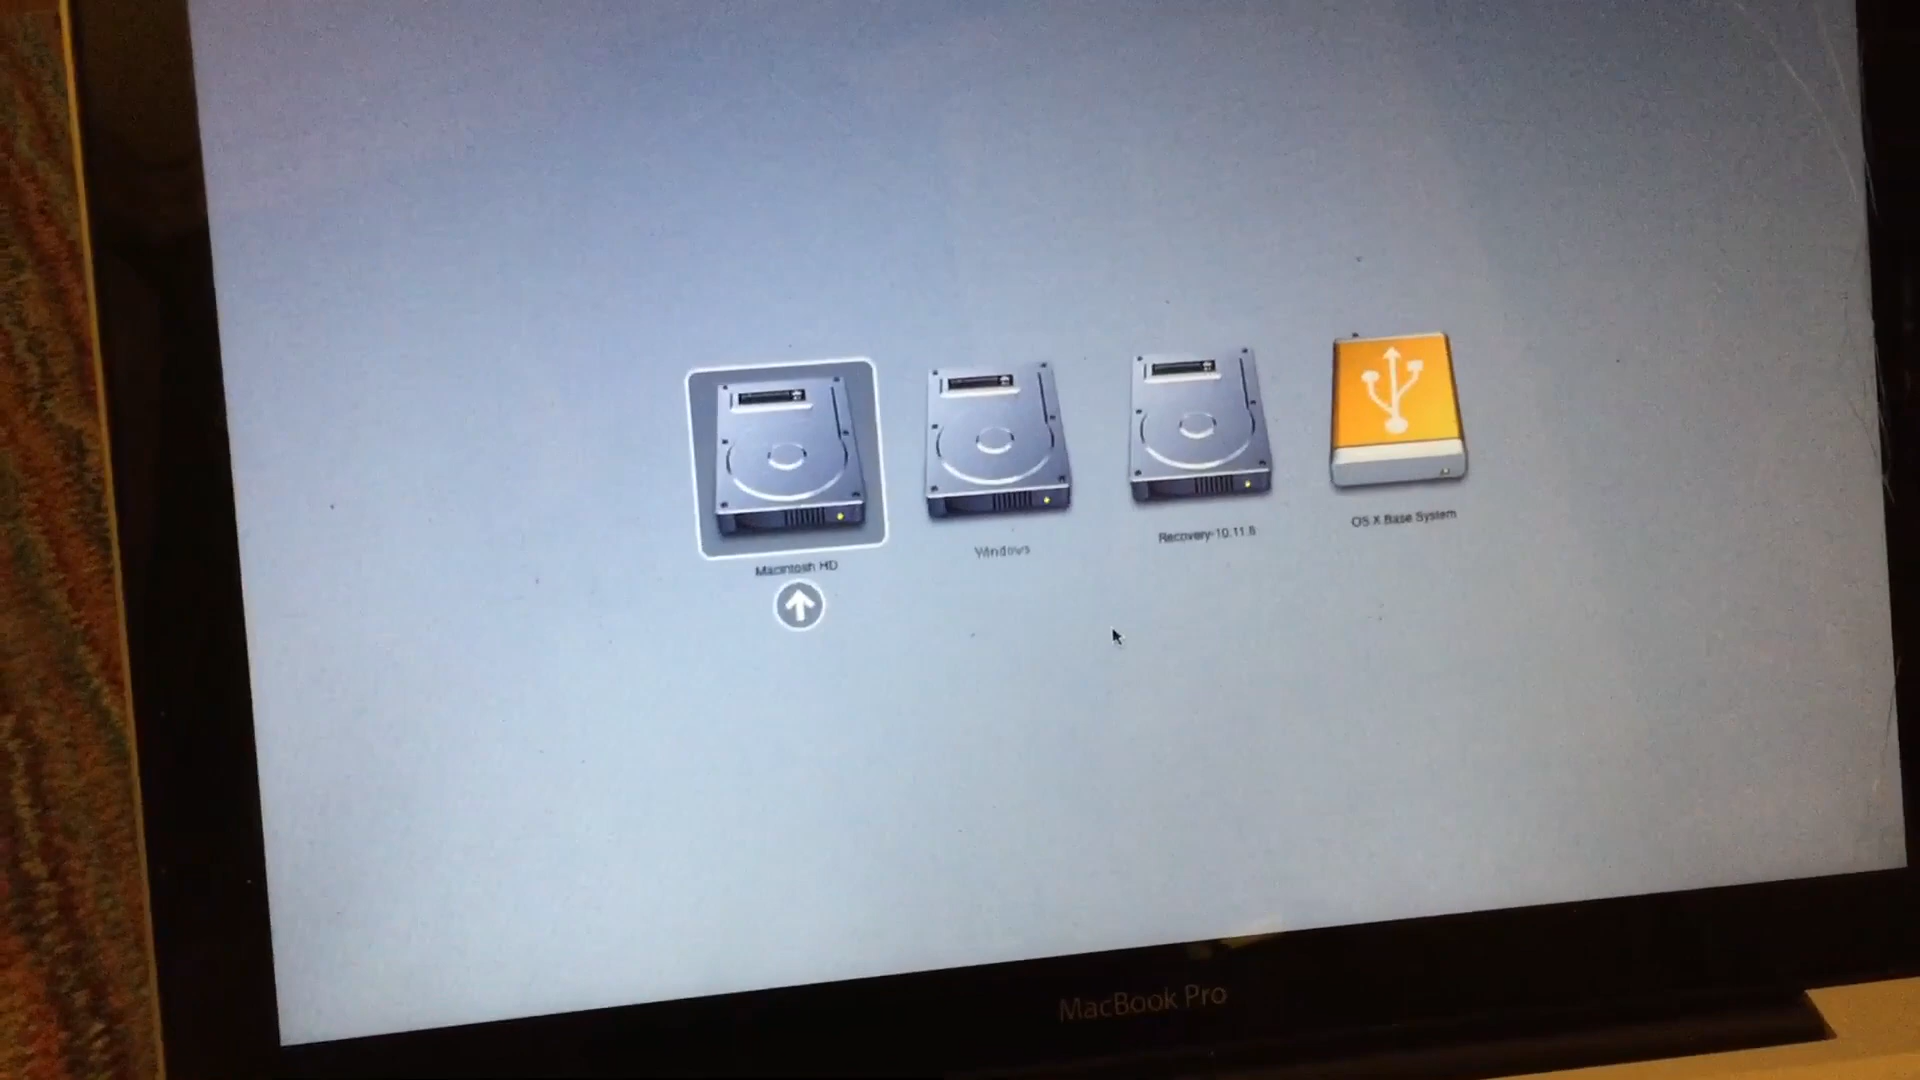 Macintosh HD
Windows
Recovery-10.11.6
OS X Base System
MacBook Pro